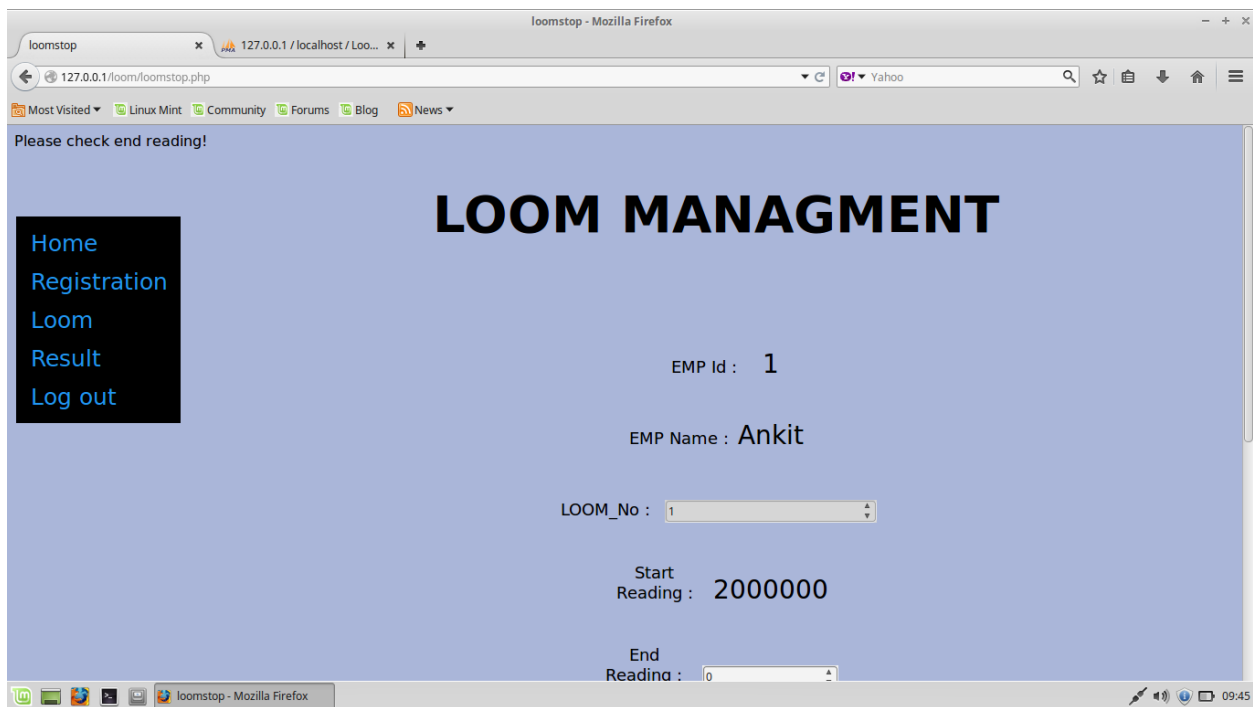 loomstop - Mozilla Firefox
loomstop
127.0.0.1 / localhost / Loo...
127.0.0.1/loom/loomstop.php
Yahoo
Most Visited Linux Mint Community Forums Blog News
Please check end reading!
LOOM MANAGMENT
Home
Registration
Loom
Result
Log out
EMP Id : 1
EMP Name : Ankit
LOOM_No : 1
Start
Reading : 2000000
End
Reading : 0
loomstop - Mozilla Firefox
09:45